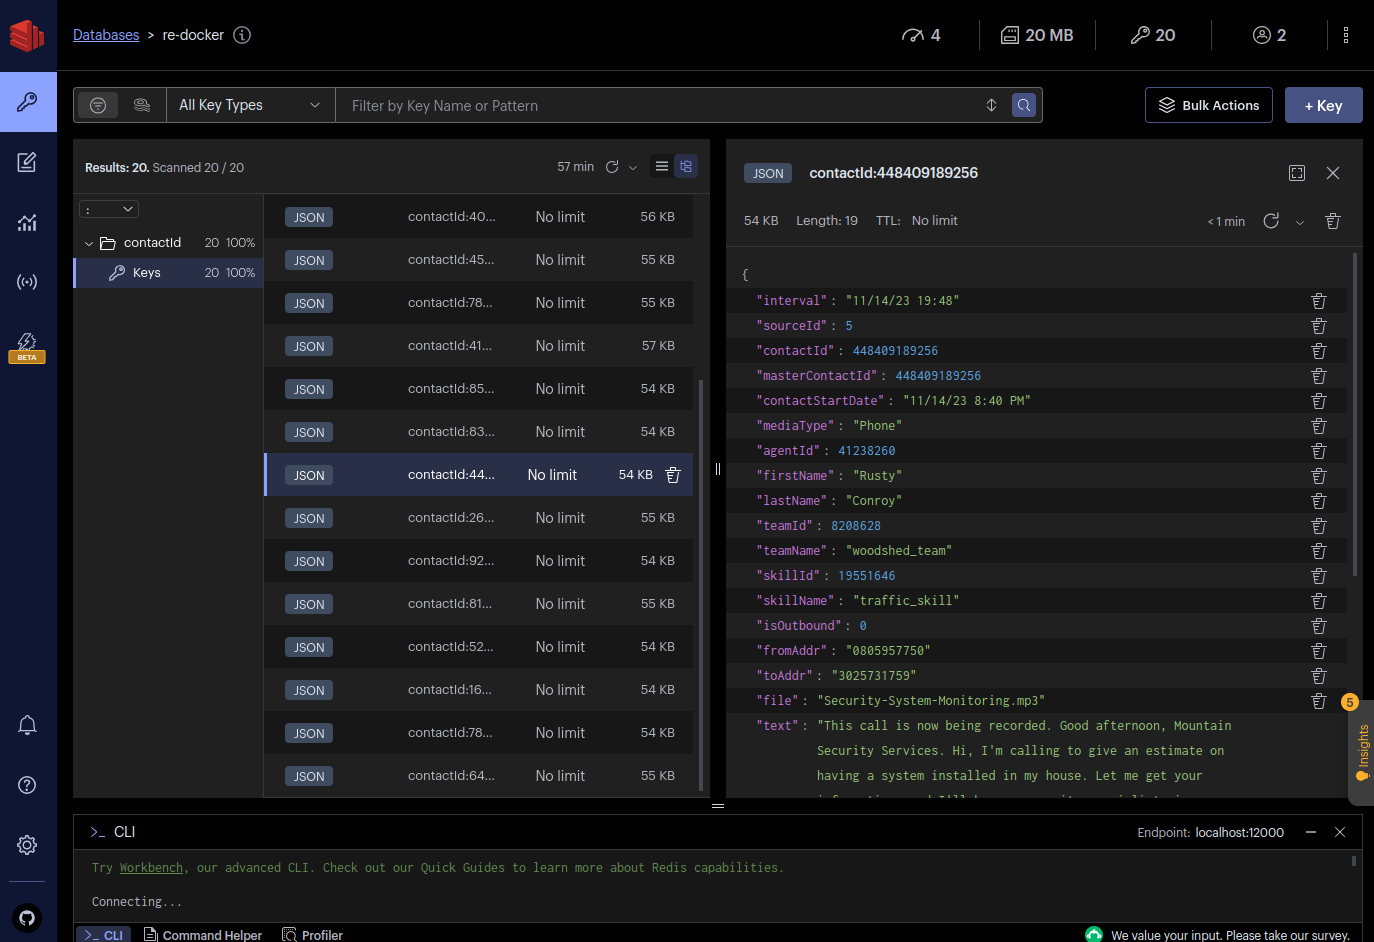 Databases > re-docker
4
20 MB
20
2
All Key Types
Filter by Key Name or Pattern
Bulk Actions
+ Key
BETA
Results: 20. Scanned 20 / 20
57 min
:
contactId 20 100%
Keys 20 100%
JSON contactId:40... No limit 56 KB
JSON contactId:45... No limit 55 KB
JSON contactId:78... No limit 55 KB
JSON contactId:41... No limit 57 KB
JSON contactId:85... No limit 54 KB
JSON contactId:83... No limit 54 KB
JSON contactId:44... No limit 54 KB
JSON contactId:26... No limit 55 KB
JSON contactId:92... No limit 54 KB
JSON contactId:81... No limit 55 KB
JSON contactId:52... No limit 54 KB
JSON contactId:16... No limit 54 KB
JSON contactId:78... No limit 54 KB
JSON contactId:64... No limit 55 KB
JSON contactId:448409189256
54 KB Length: 19 TTL: No limit
< 1 min
{
"interval" : "11/14/23 19:48"
"sourceId" : 5
"contactId" : 448409189256
"masterContactId" : 448409189256
"contactStartDate" : "11/14/23 8:40 PM"
"mediaType" : "Phone"
"agentId" : 41238260
"firstName" : "Rusty"
"lastName" : "Conroy"
"teamId" : 8208628
"teamName" : "woodshed_team"
"skillId" : 19551646
"skillName" : "traffic_skill"
"isOutbound" : 0
"fromAddr" : "0805957750"
"toAddr" : "3025731759"
"file" : "Security-System-Monitoring.mp3"
"text" : "This call is now being recorded. Good afternoon, Mountain
Security Services. Hi, I'm calling to give an estimate on
having a system installed in my house. Let me get your
5
Insights
>_ CLI
Endpoint: localhost:12000
Try Workbench, our advanced CLI. Check out our Quick Guides to learn more about Redis capabilities.
Connecting...
>_ CLI
Command Helper
Profiler
We value your input. Please take our survey.